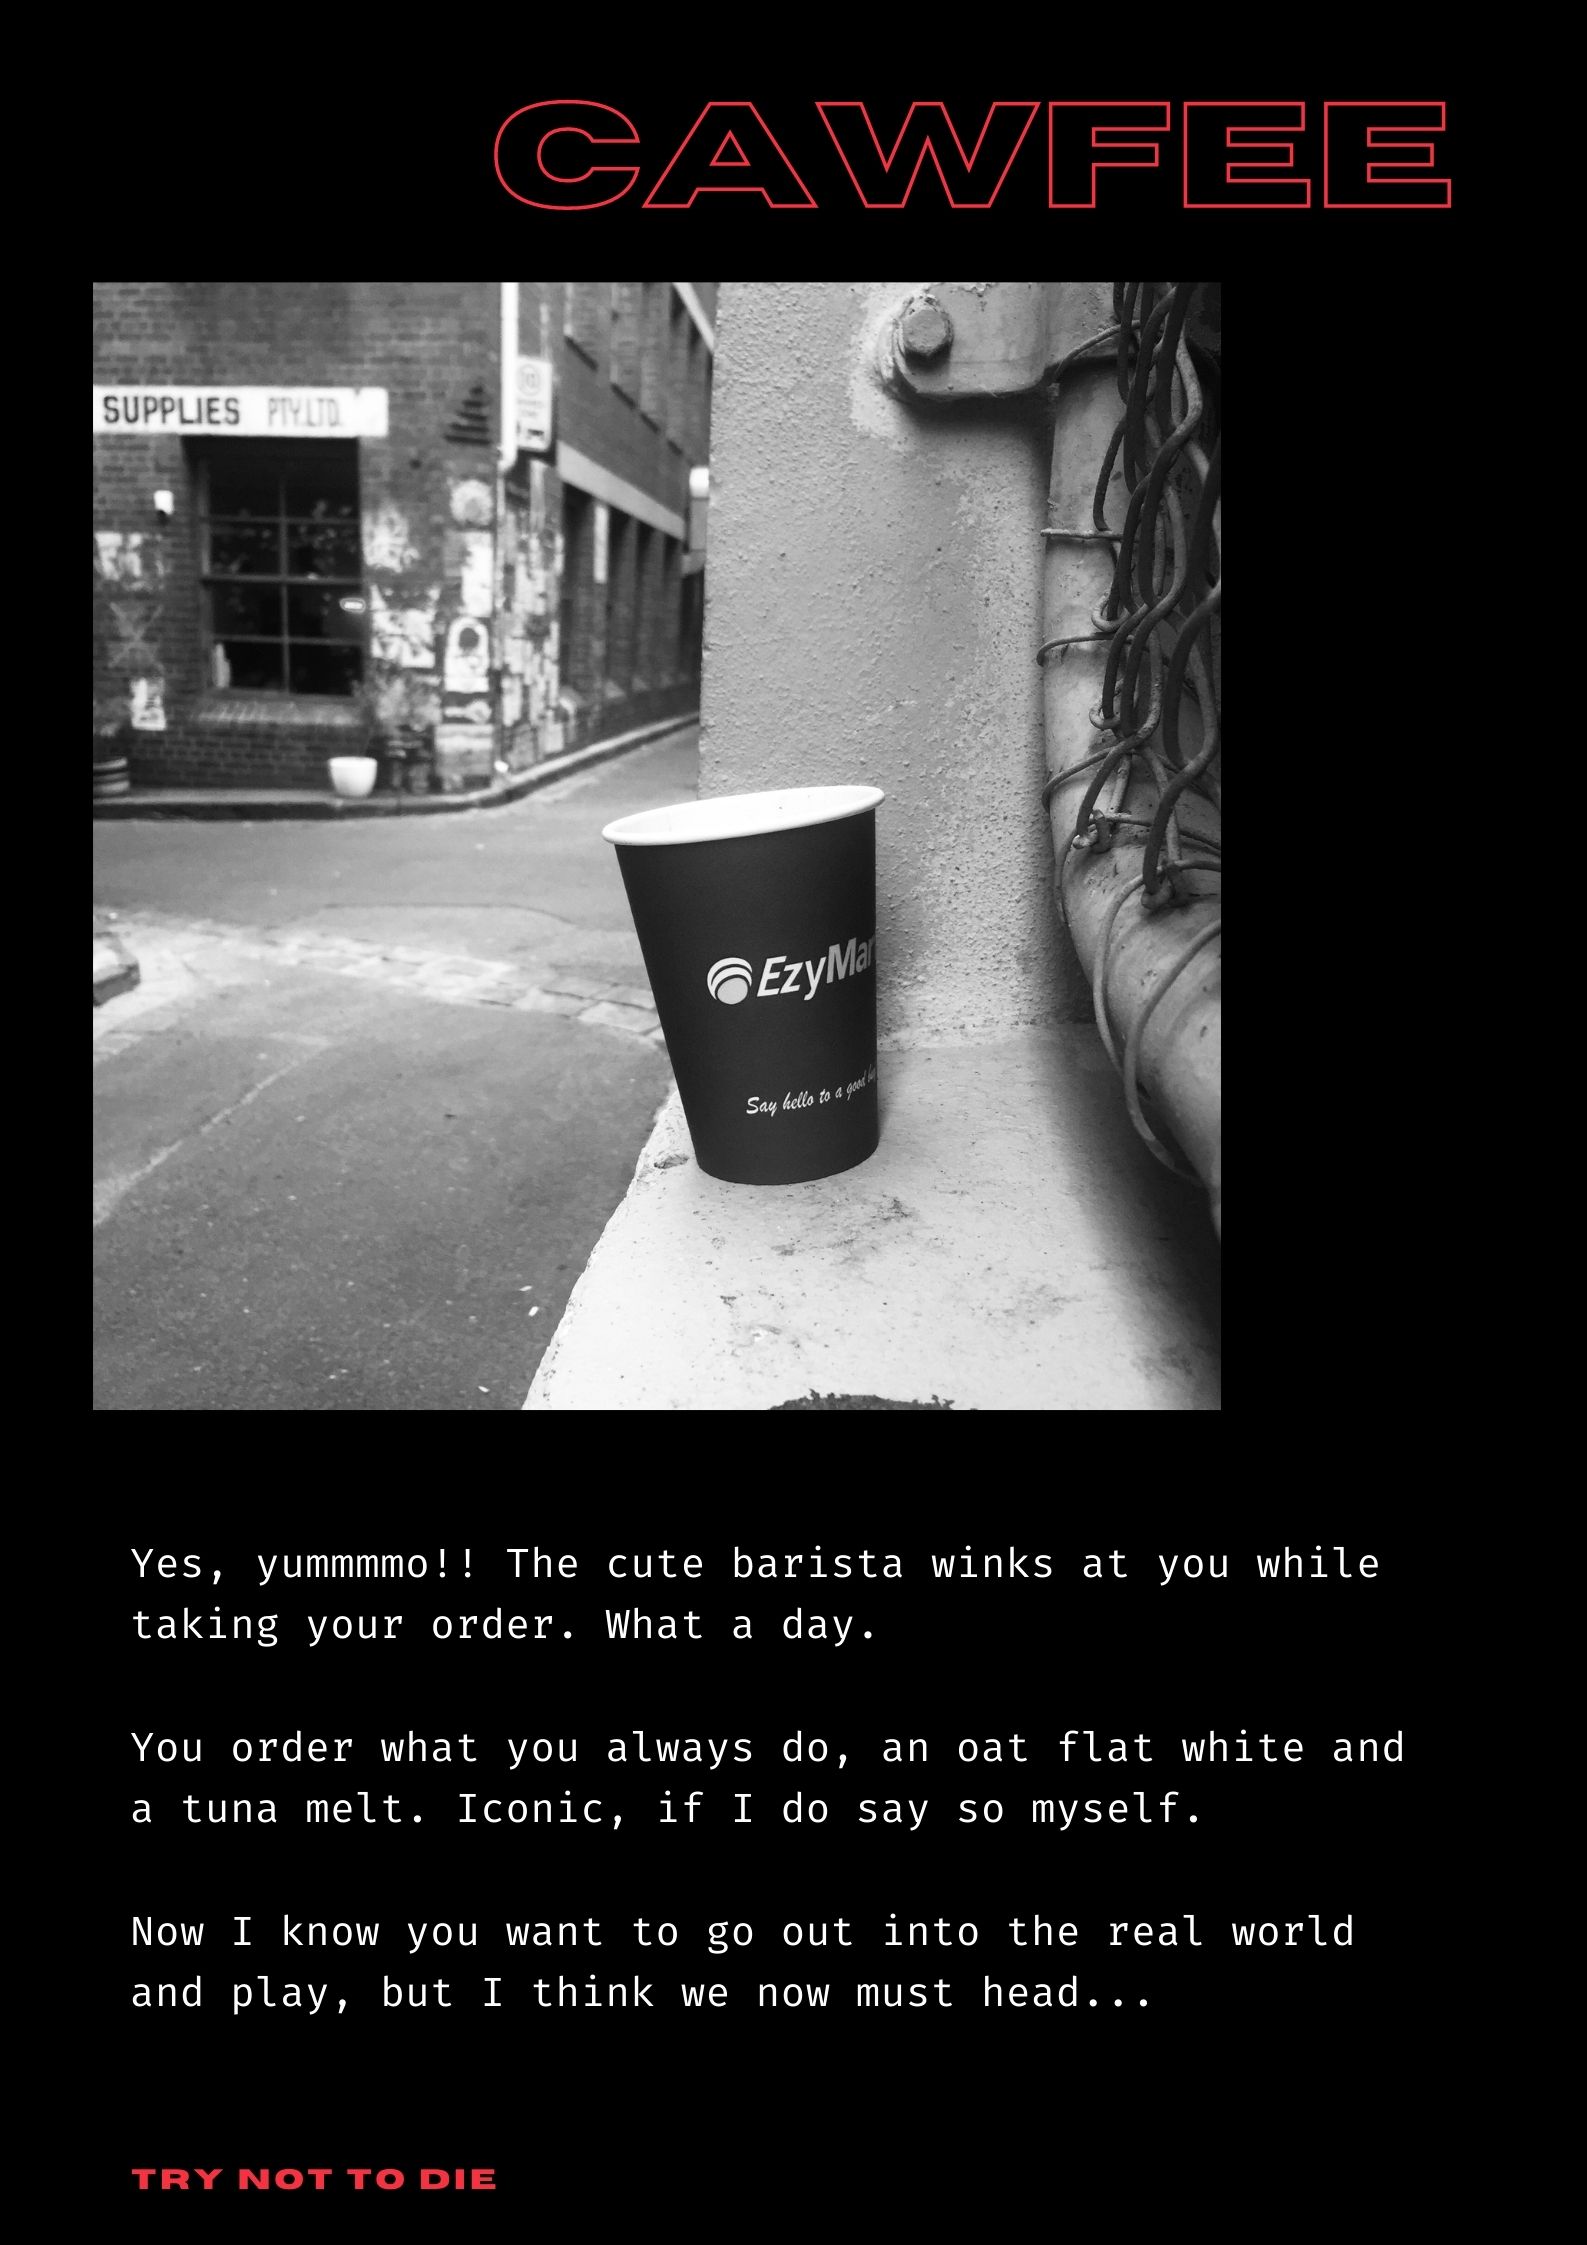 CAWFEE
SUPPLIES PTY.LTD.
EzyMar
Say hello to a good
Yes, yummmmo!! The cute barista winks at you while
taking your order. What a day.
You order what you always do, an oat flat white and
a tuna melt. Iconic, if I do say so myself.
Now I know you want to go out into the real world
and play, but I think we now must head...
TRY NOT TO DIE